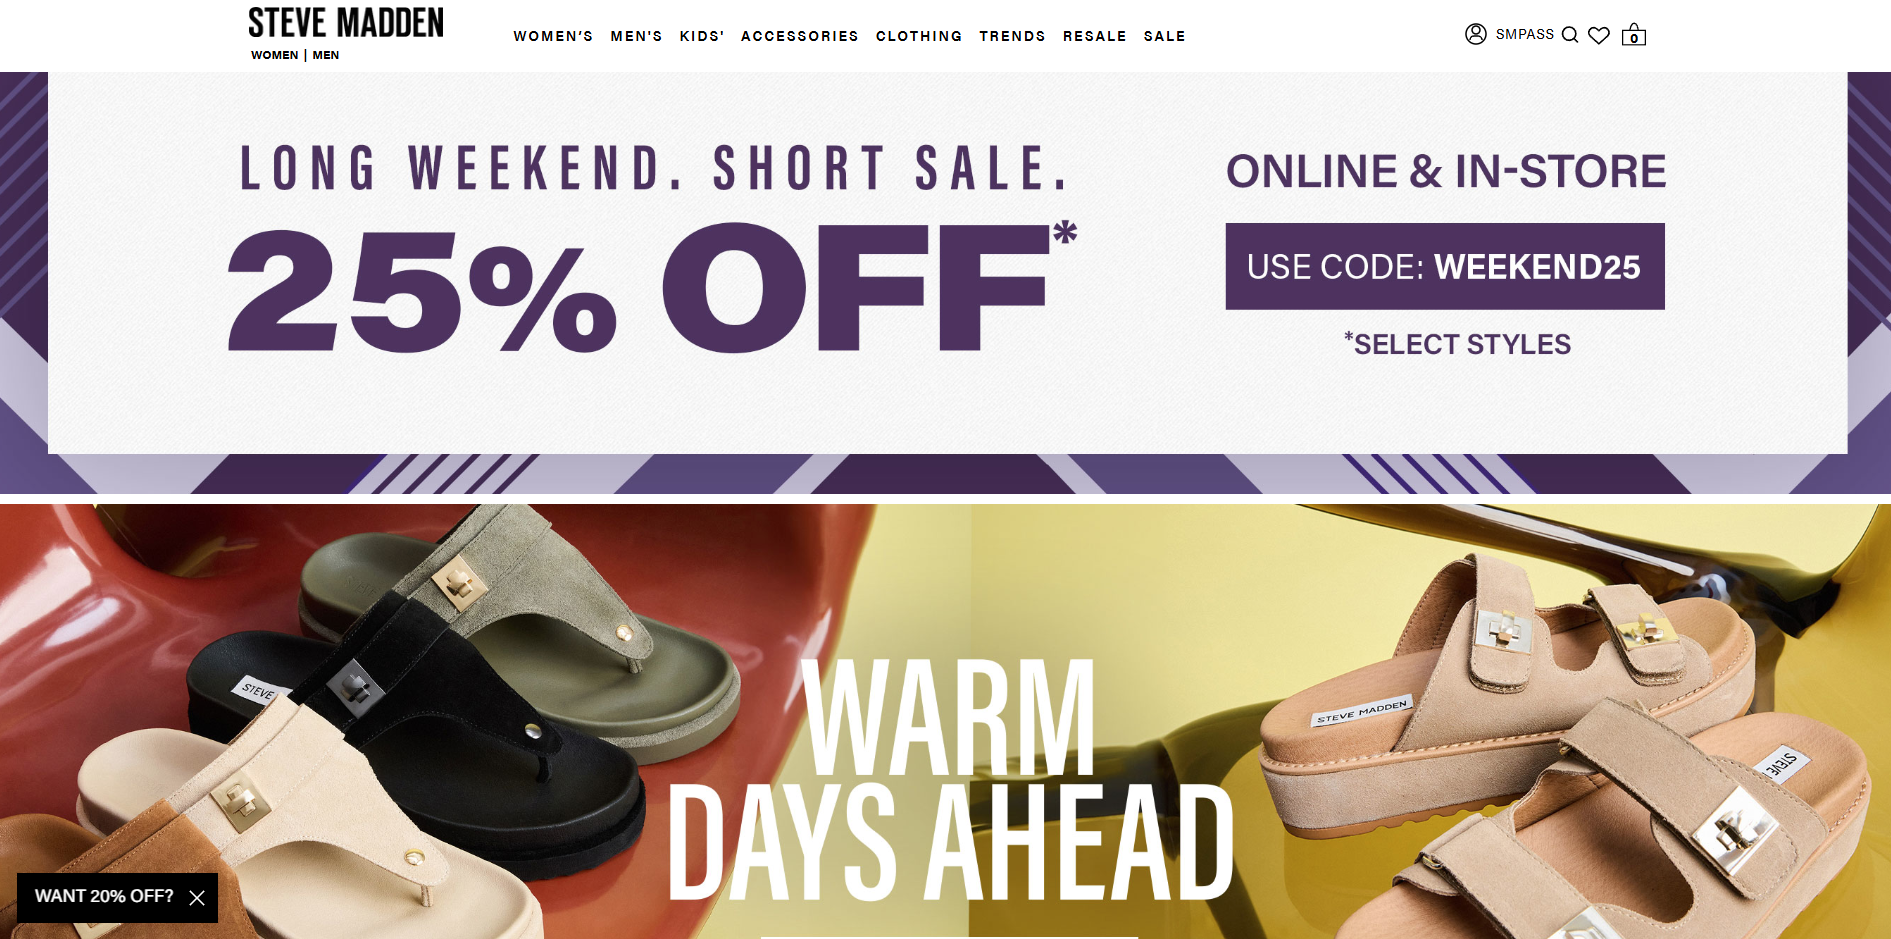 STEVE MADDEN
WOMEN | MEN
WOMEN'S MEN'S KIDS' ACCESSORIES CLOTHING TRENDS RESALE SALE
SMPASS
0
LONG WEEKEND. SHORT SALE.
25% OFF*
ONLINE & IN-STORE
USE CODE: WEEKEND25
*SELECT STYLES
STEVE
STEVE MADDEN
STEVE
WARM
DAYS AHEAD
WANT 20% OFF?